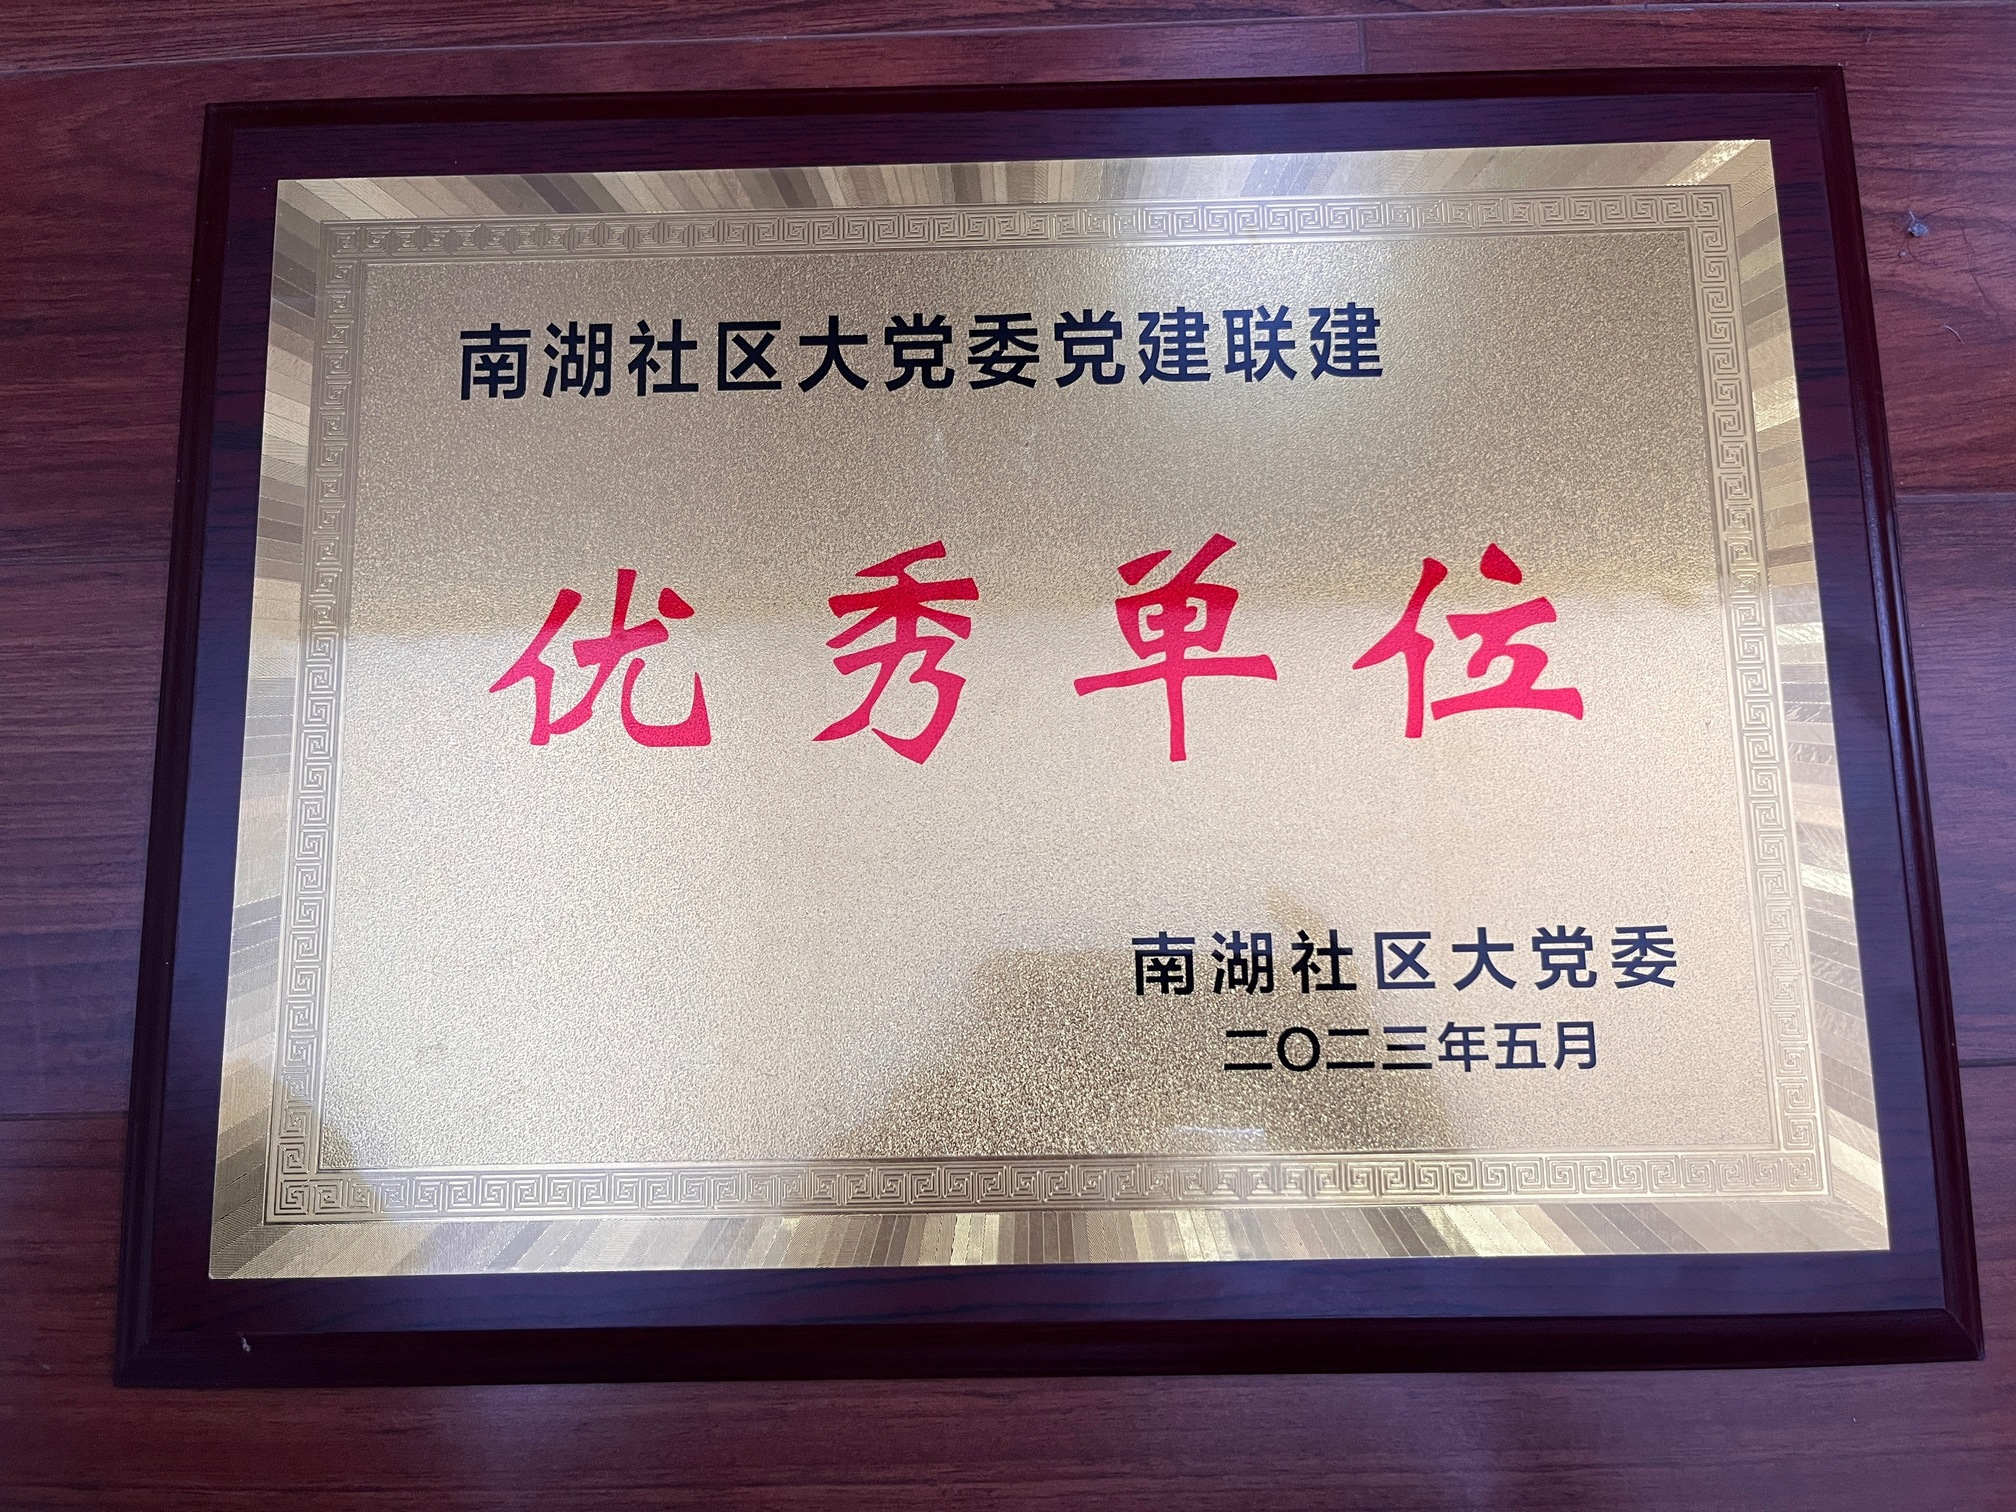 南湖社区大党委党建联建
优秀单位
南湖社区大党委
二〇二三年五月